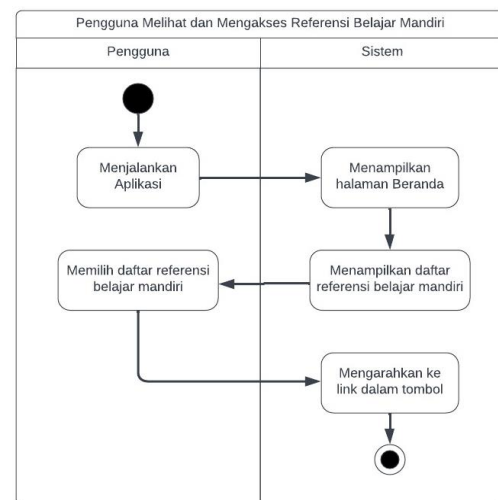 Pengguna Melihat dan Mengakses Referensi Belajar Mandiri
Pengguna
Sistem
Menjalankan
Aplikasi
Menampilkan
halaman Beranda
Menampilkan daftar
referensi belajar mandiri
Memilih daftar referensi
belajar mandiri
Mengarahkan ke
link dalam tombol